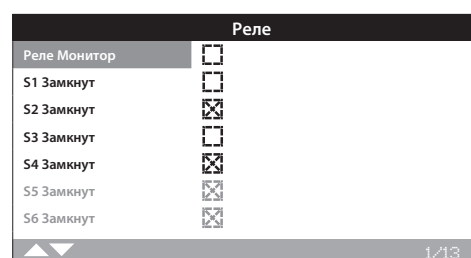 Реле
Реле Монитор
S1 Замкнут
S2 Замкнут
S3 Замкнут
S4 Замкнут
S5 Замкнут
S6 Замкнут
1/13